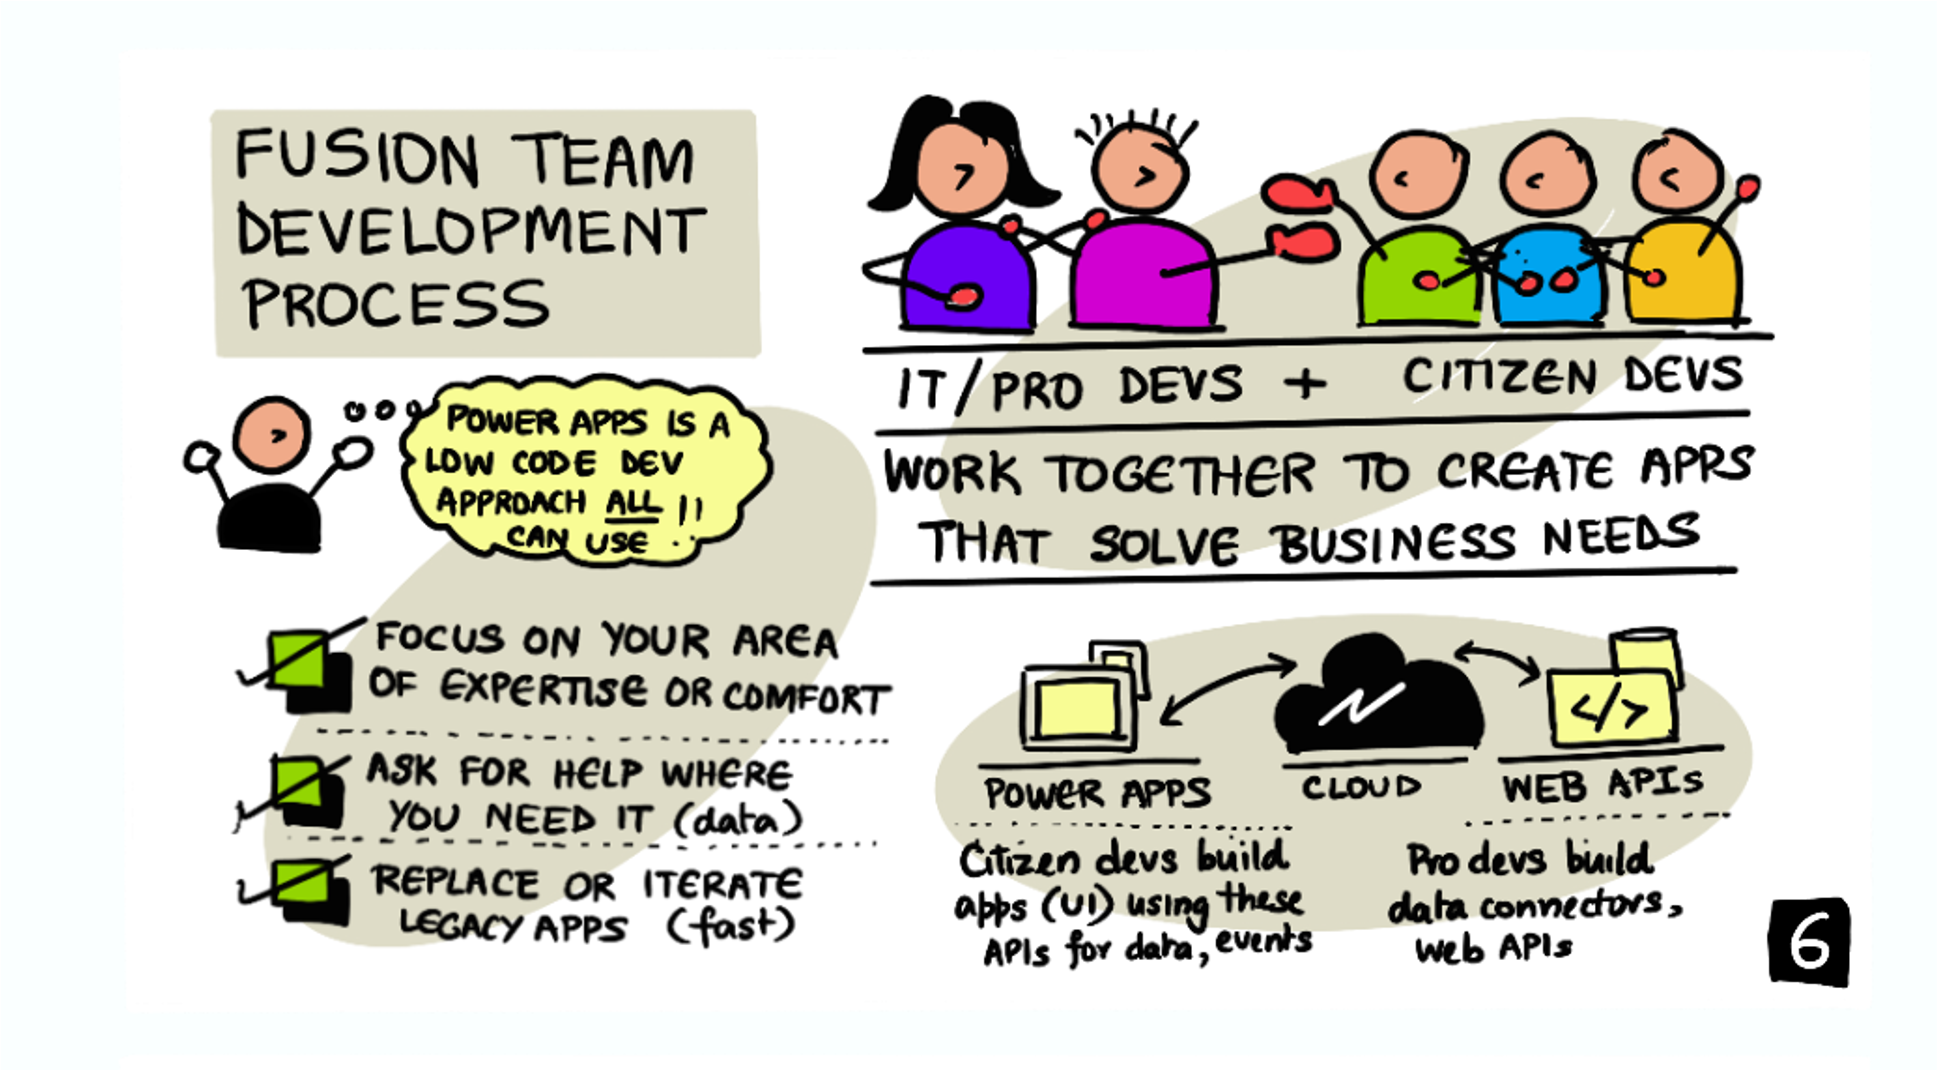 FUSION TEAM
DEVELOPMENT
PROCESS
POWER APPS IS A
LOW CODE DEV
APPROACH ALL !!
CAN USE
FOCUS ON YOUR AREA
OF EXPERTISE OR COMFORT
ASK FOR HELP WHERE
YOU NEED IT (data)
REPLACE OR ITERATE
LEGACY APPS (fast)
IT/PRO DEVS + CITIZEN DEVS
WORK TOGETHER TO CREATE APPS
THAT SOLVE BUSINESS NEEDS
</>
POWER APPS
CLOUD
WEB APIs
Citizen devs build
apps (UI) using these
APIs for data, events
Pro devs build
data connectors,
Web APIs
6